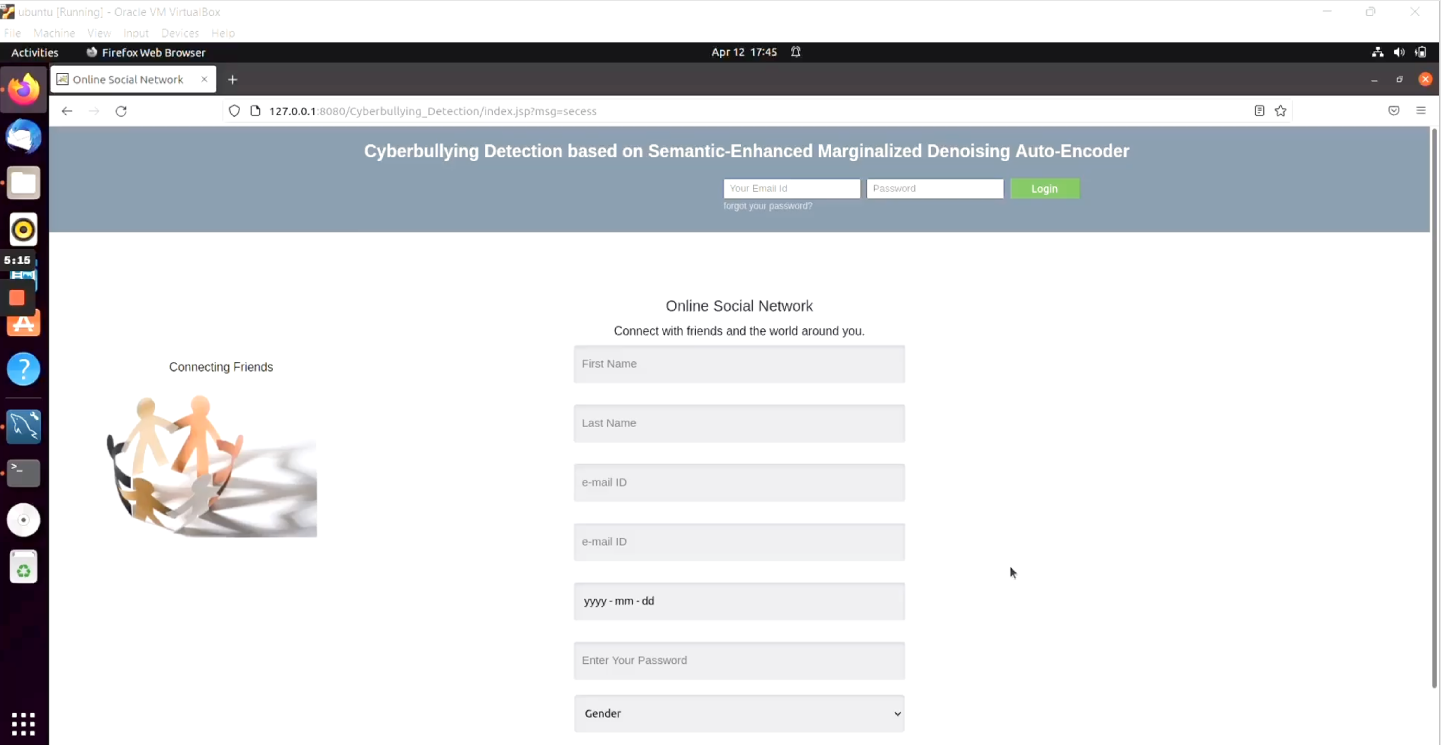 ubuntu [Running] - Oracle VM VirtualBox
File Machine View Input Devices Help
Activities Firefox Web Browser Apr 12 17:45
Online Social Network
127.0.0.1:8080/Cyberbullying_Detection/index.jsp?msg=secess
Cyberbullying Detection based on Semantic-Enhanced Marginalized Denoising Auto-Encoder
Your Email Id Password Login
forgot your password?
5:15
Online Social Network
Connect with friends and the world around you.
Connecting Friends
First Name
Last Name
e-mail ID
e-mail ID
yyyy - mm - dd
Enter Your Password
Gender